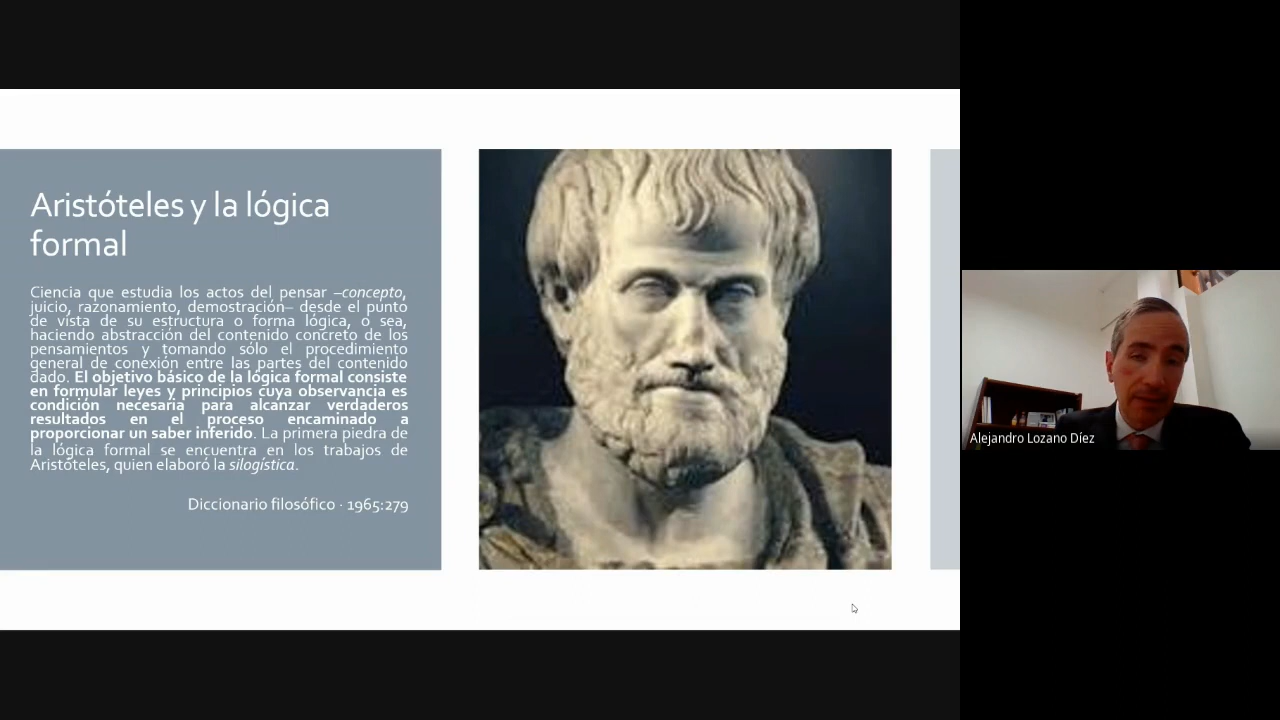 Aristóteles y la lógica
formal
Ciencia que estudia los actos del pensar –concepto,
juicio, razonamiento, demostración– desde el punto
de vista de su estructura o forma lógica, o sea,
haciendo abstracción del contenido concreto de los
pensamientos y tomando sólo el procedimiento
general de conexión entre las partes del contenido
dado. El objetivo básico de la lógica formal consiste
en formular leyes y principios cuya observancia es
condición necesaria para alcanzar verdaderos
resultados en el proceso encaminado a
proporcionar un saber inferido. La primera piedra de
la lógica formal se encuentra en los trabajos de
Aristóteles, quien elaboró la silogística.
Diccionario filosófico · 1965:279
Alejandro Lozano Díez